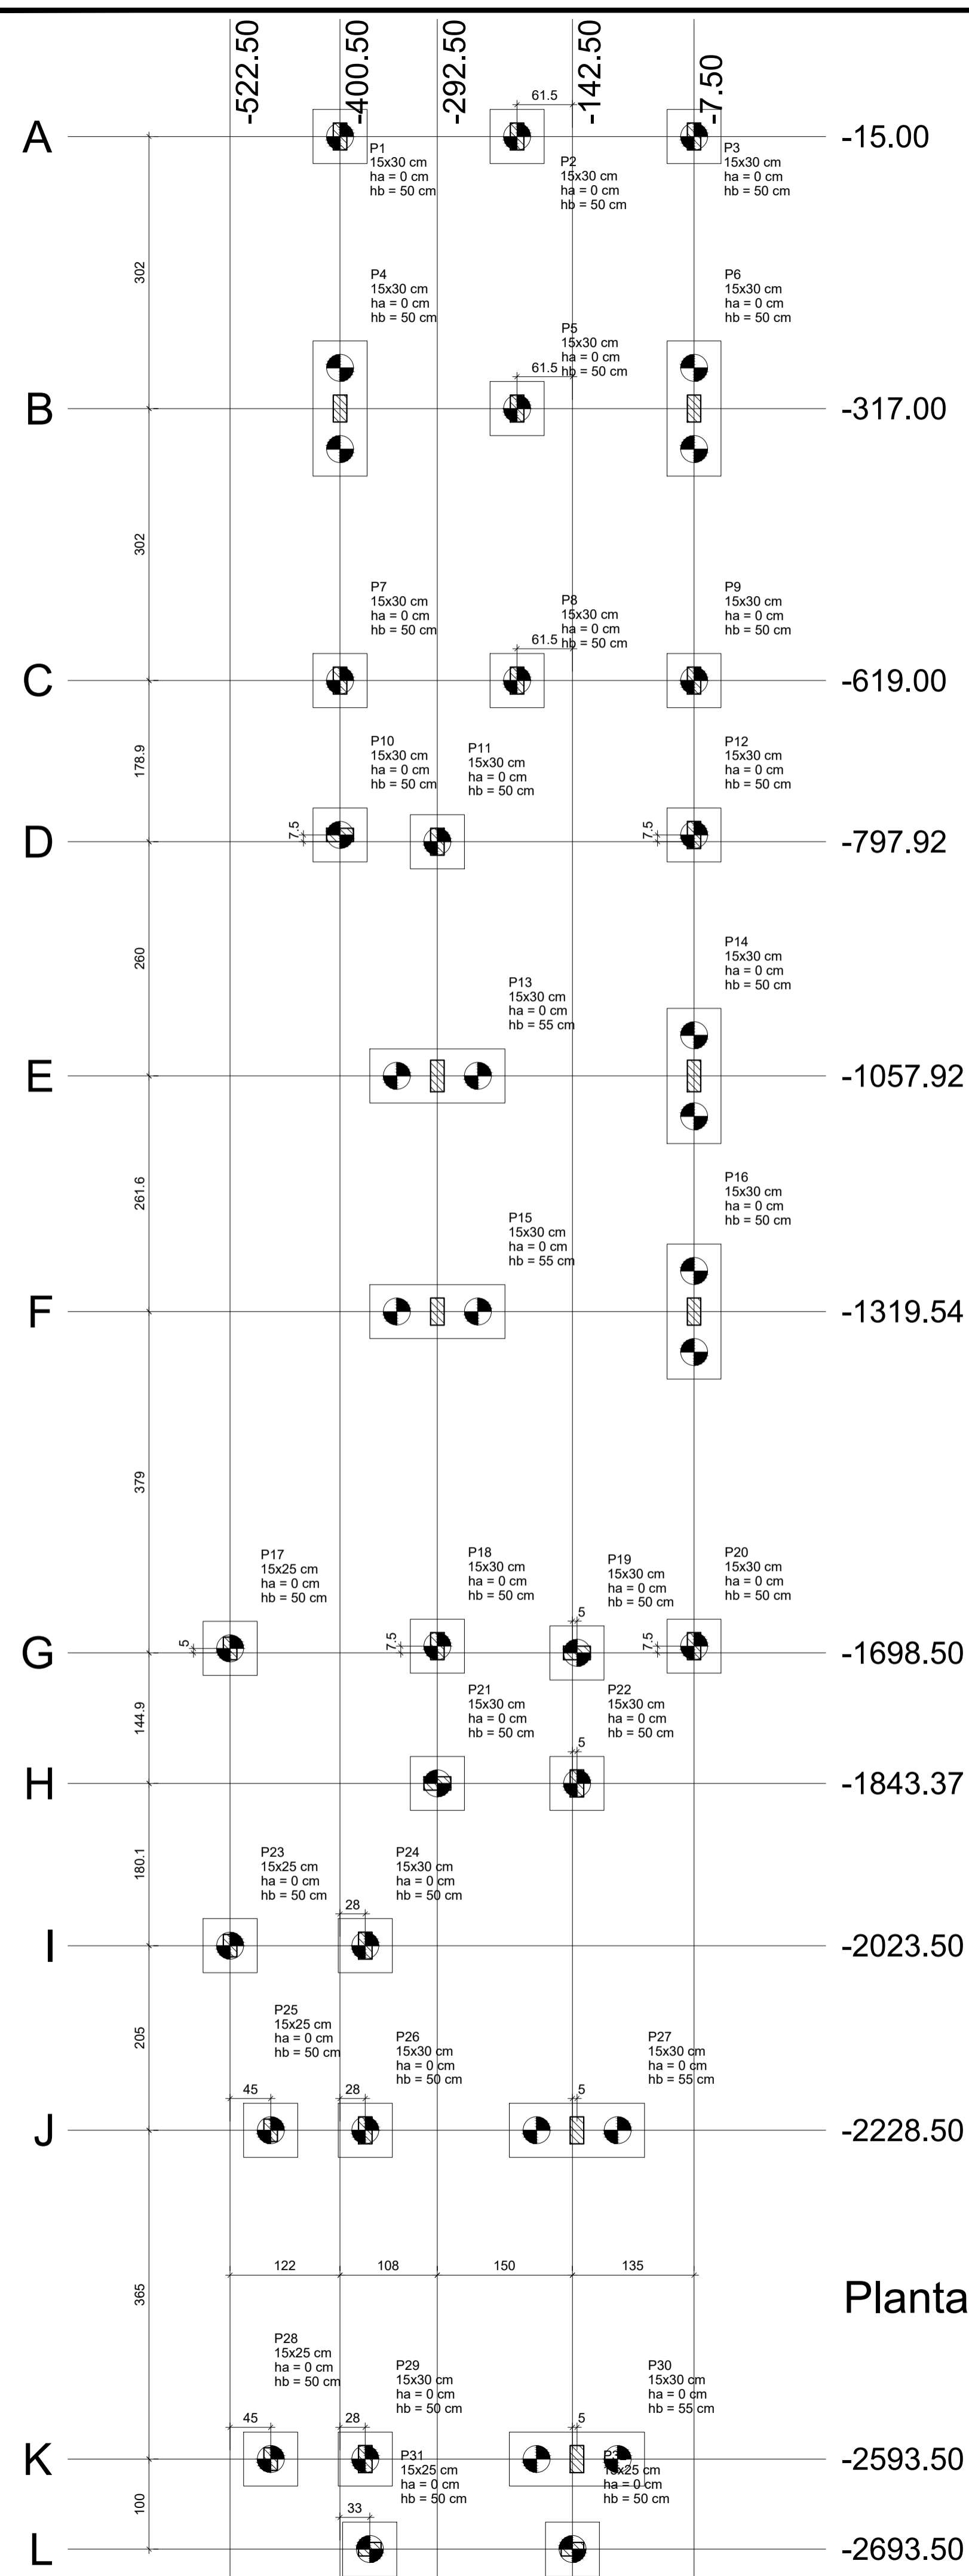 -522.50
-400.50
-292.50
-142.50
-7.50
61.5
A
-15.00
P1
15x30 cm
ha = 0 cm
hb = 50 cm
P2
15x30 cm
ha = 0 cm
hb = 50 cm
P3
15x30 cm
ha = 0 cm
hb = 50 cm
302
P4
15x30 cm
ha = 0 cm
hb = 50 cm
P5
15x30 cm
ha = 0 cm
hb = 50 cm
P6
15x30 cm
ha = 0 cm
hb = 50 cm
61.5
B
-317.00
302
P7
15x30 cm
ha = 0 cm
hb = 50 cm
P8
15x30 cm
ha = 0 cm
hb = 50 cm
P9
15x30 cm
ha = 0 cm
hb = 50 cm
61.5
C
-619.00
178.9
P10
15x30 cm
ha = 0 cm
hb = 50 cm
P11
15x30 cm
ha = 0 cm
hb = 50 cm
P12
15x30 cm
ha = 0 cm
hb = 50 cm
7.5
7.5
D
-797.92
260
P13
15x30 cm
ha = 0 cm
hb = 55 cm
P14
15x30 cm
ha = 0 cm
hb = 50 cm
E
-1057.92
261.6
P15
15x30 cm
ha = 0 cm
hb = 55 cm
P16
15x30 cm
ha = 0 cm
hb = 50 cm
F
-1319.54
379
P17
15x25 cm
ha = 0 cm
hb = 50 cm
P18
15x30 cm
ha = 0 cm
hb = 50 cm
P19
15x30 cm
ha = 0 cm
hb = 50 cm
P20
15x30 cm
ha = 0 cm
hb = 50 cm
5
7.5
5
7.5
G
-1698.50
144.9
P21
15x30 cm
ha = 0 cm
hb = 50 cm
P22
15x30 cm
ha = 0 cm
hb = 50 cm
5
H
-1843.37
180.1
P23
15x25 cm
ha = 0 cm
hb = 50 cm
P24
15x30 cm
ha = 0 cm
hb = 50 cm
28
I
-2023.50
205
P25
15x25 cm
ha = 0 cm
hb = 50 cm
P26
15x30 cm
ha = 0 cm
hb = 50 cm
P27
15x30 cm
ha = 0 cm
hb = 55 cm
45
28
5
J
-2228.50
122
108
150
135
365
Planta
P28
15x25 cm
ha = 0 cm
hb = 50 cm
P29
15x30 cm
ha = 0 cm
hb = 50 cm
P30
15x30 cm
ha = 0 cm
hb = 55 cm
45
28
5
K
-2593.50
P31
15x25 cm
ha = 0 cm
hb = 50 cm
15x25 cm
ha = 0 cm
hb = 50 cm
100
33
L
-2693.50